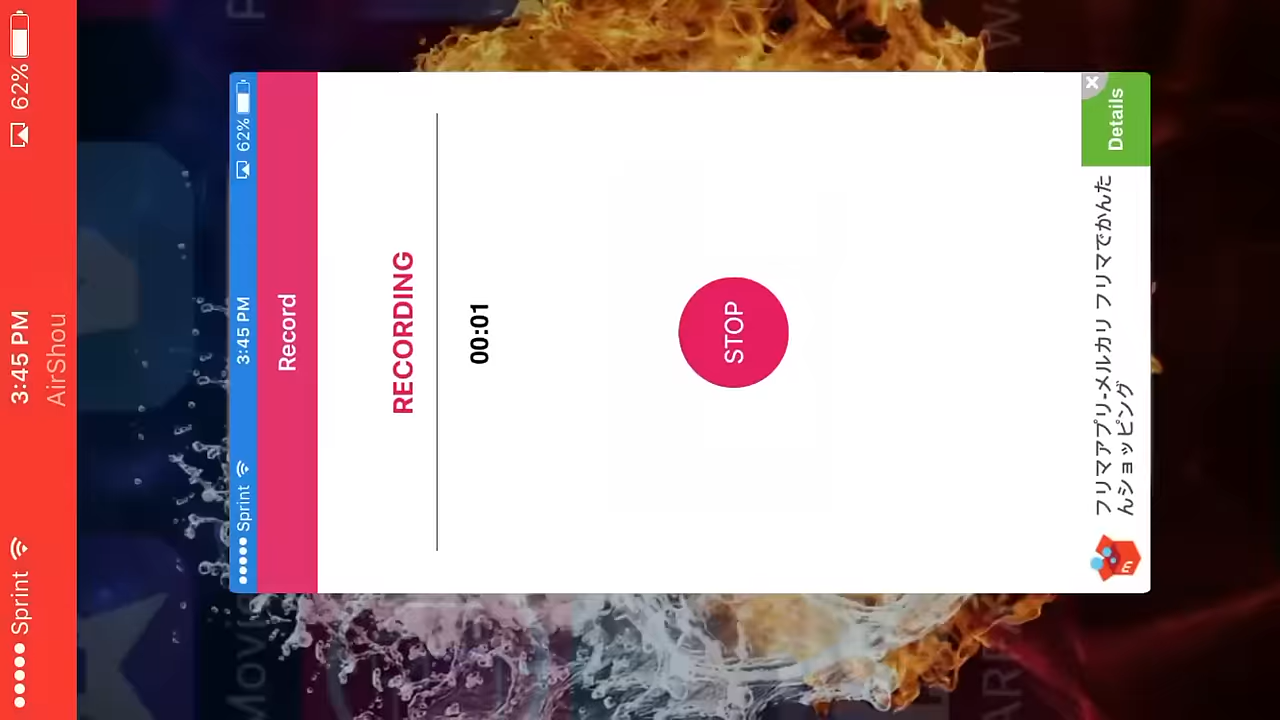 Sprint 3:45 PM 62%
AirShou
Sprint 3:45 PM 62%
Record
RECORDING
00:01
STOP
フリマアプリ-メルカリ フリマでかんた
んショッピング
Details
m
Movie